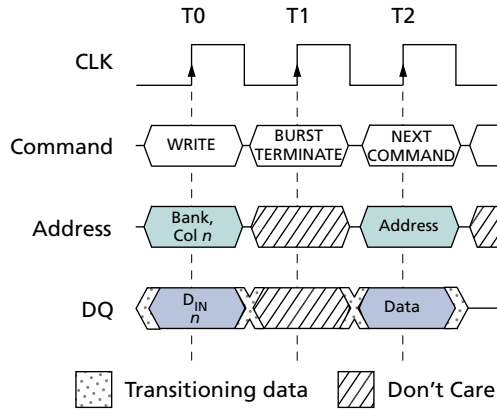 T0 T1 T2
CLK
Command WRITE BURST TERMINATE NEXT COMMAND
Address Bank, Col n Address
DQ DIN n Data
Transitioning data Don't Care